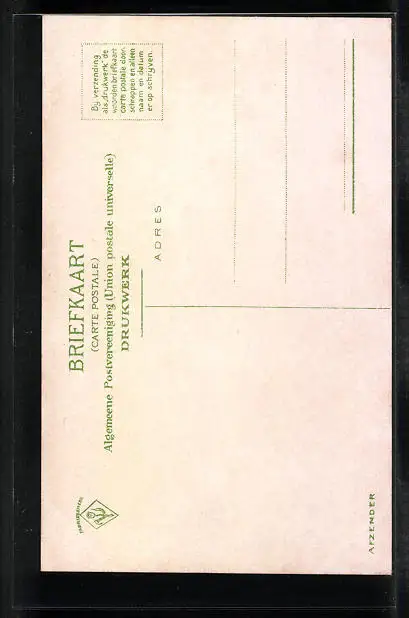 BRIEFKAART
(CARTE POSTALE)
Algemeene Postvereeniging (Union postale universelle)
DRUKWERK
Bij verzending
als „drukwerk” de
woorden briefkaart
carte postale door-
schrappen en alleen
naam en datum
er op schrijven.
ADRES
AFZENDER